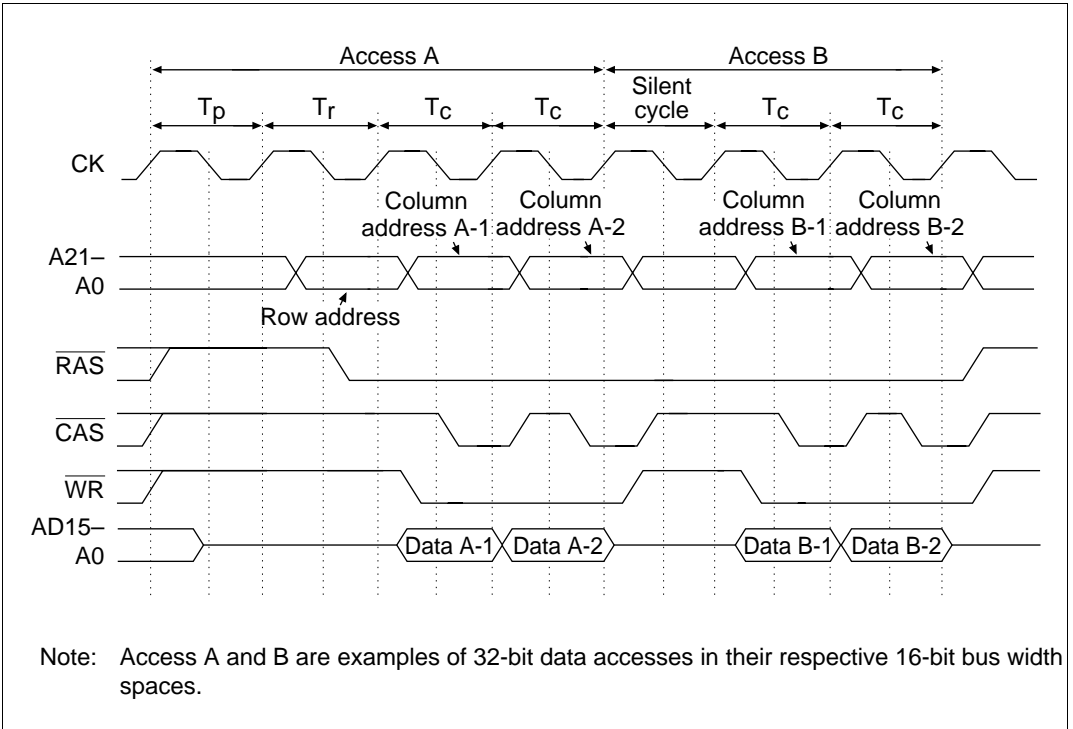 Access A Access B
Silent
cycle
Tp Tr Tc Tc Tc Tc
CK
Column Column Column Column
address A-1 address A-2 address B-1 address B-2
A21–
A0
Row address
RAS
CAS
WR
AD15–
A0
Data A-1 Data A-2 Data B-1 Data B-2
Note: Access A and B are examples of 32-bit data accesses in their respective 16-bit bus width
spaces.